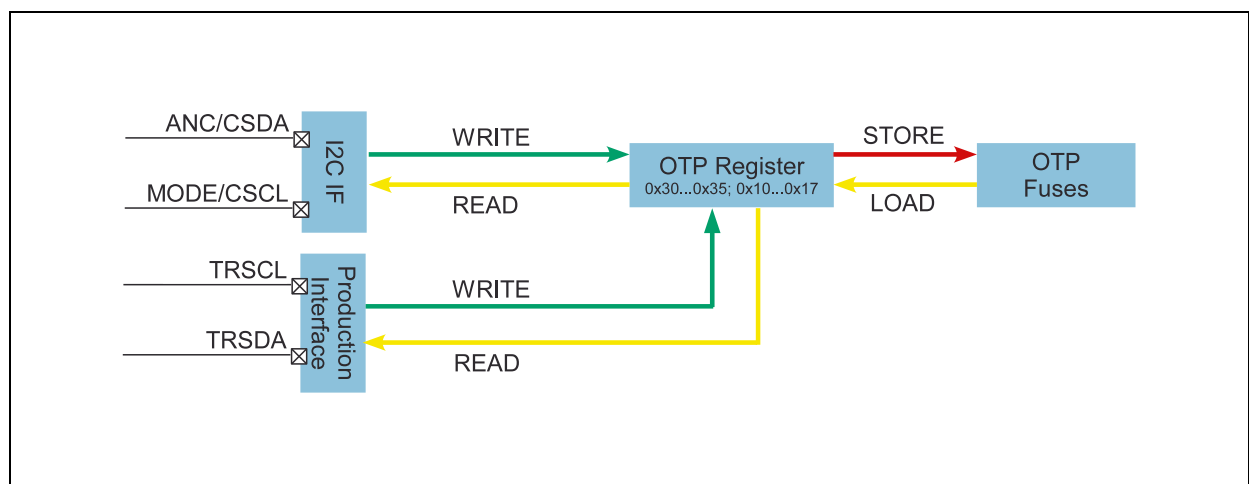 ANC/CSDA
MODE/CSCL
I2C IF
WRITE
READ
OTP Register
0x30...0x35; 0x10...0x17
STORE
LOAD
OTP
Fuses
TRSCL
TRSDA
Production
Interface
WRITE
READ